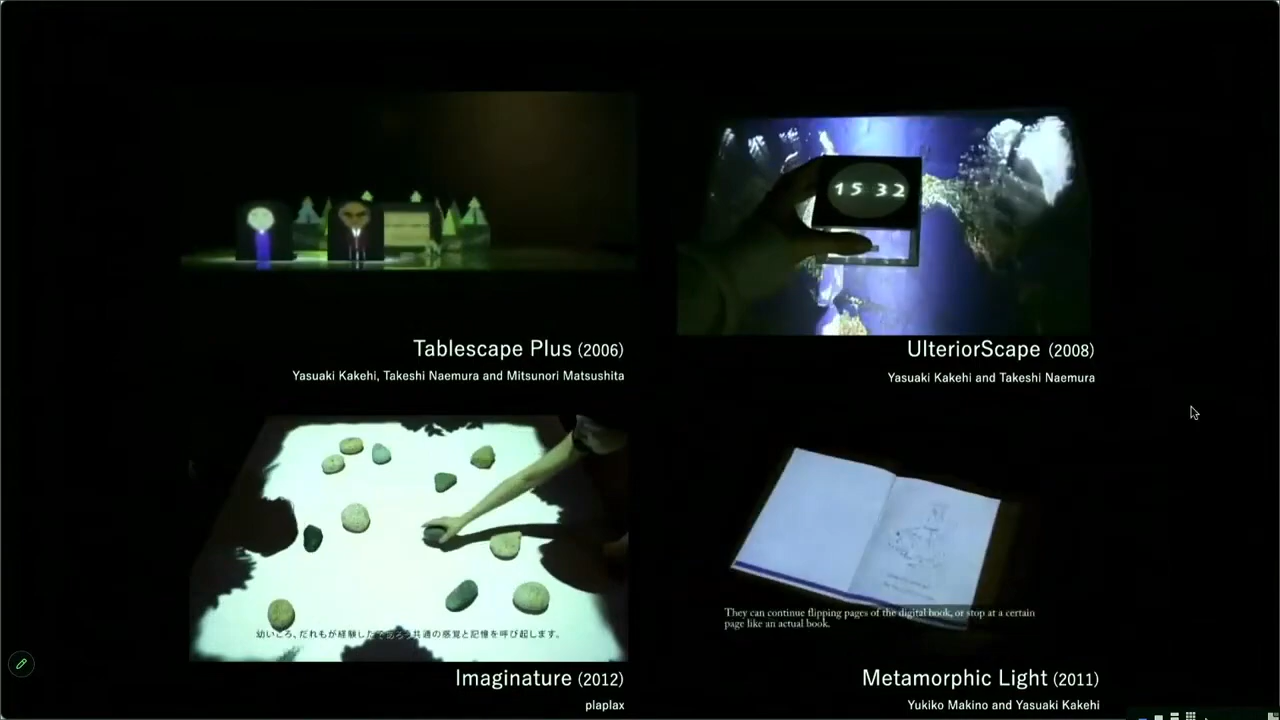 15 32
Tablescape Plus (2006)
Yasuaki Kakehi, Takeshi Naemura and Mitsunori Matsushita
UlteriorScape (2008)
Yasuaki Kakehi and Takeshi Naemura
幼いころ、だれもが経験したであろう共通の感覚と記憶を呼び起します。
Imaginature (2012)
plaplax
They can continue flipping pages of the digital book, or stop at a certain
page like an actual book.
Metamorphic Light (2011)
Yukiko Makino and Yasuaki Kakehi